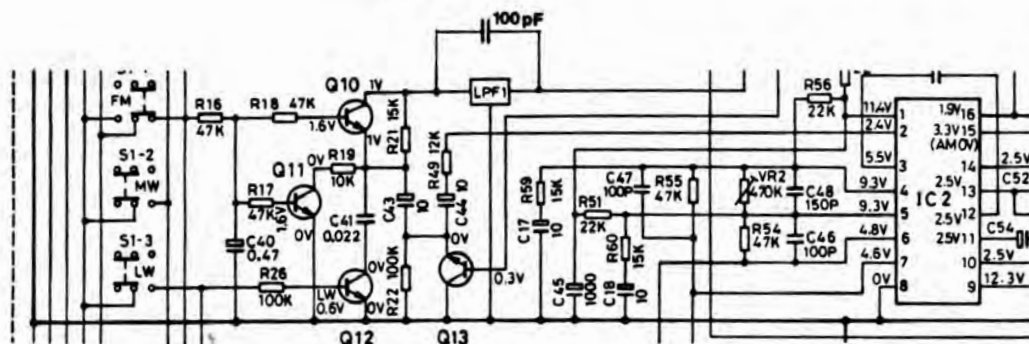 100pF
FM
R16
47K
R18 47K
Q10
1V
1.6V
1V
R21 15K
LPF1
R56
22K
R49 12K
S1-2
MW
Q11
0V R19
10K
R17
47K
1.6V
0V
C41
0.022
C43
10
C44
10
0V
R59 15K
C17 10
C47
100P
R55
47K
VR2
470K
C48
150P
R51
22K
R60 15K
R54
47K
C46
100P
C40
0.47
S1-3
LW
R26
100K
LW
0.6V
0V
0V
R22 100K
0.3V
C45 1000
C18 10
Q12
Q13
11.4V 1
2.4V 2
5.5V 3
9.3V 4
9.3V 5
4.8V 6
4.6V 7
0V 8
IC2
1.9V 16
3.3V 15
(AM 0V)
14 2.5V
2.5V 13
C52
2.5V 12
2.5V 11
C54
10 2.5V
9 12.3V